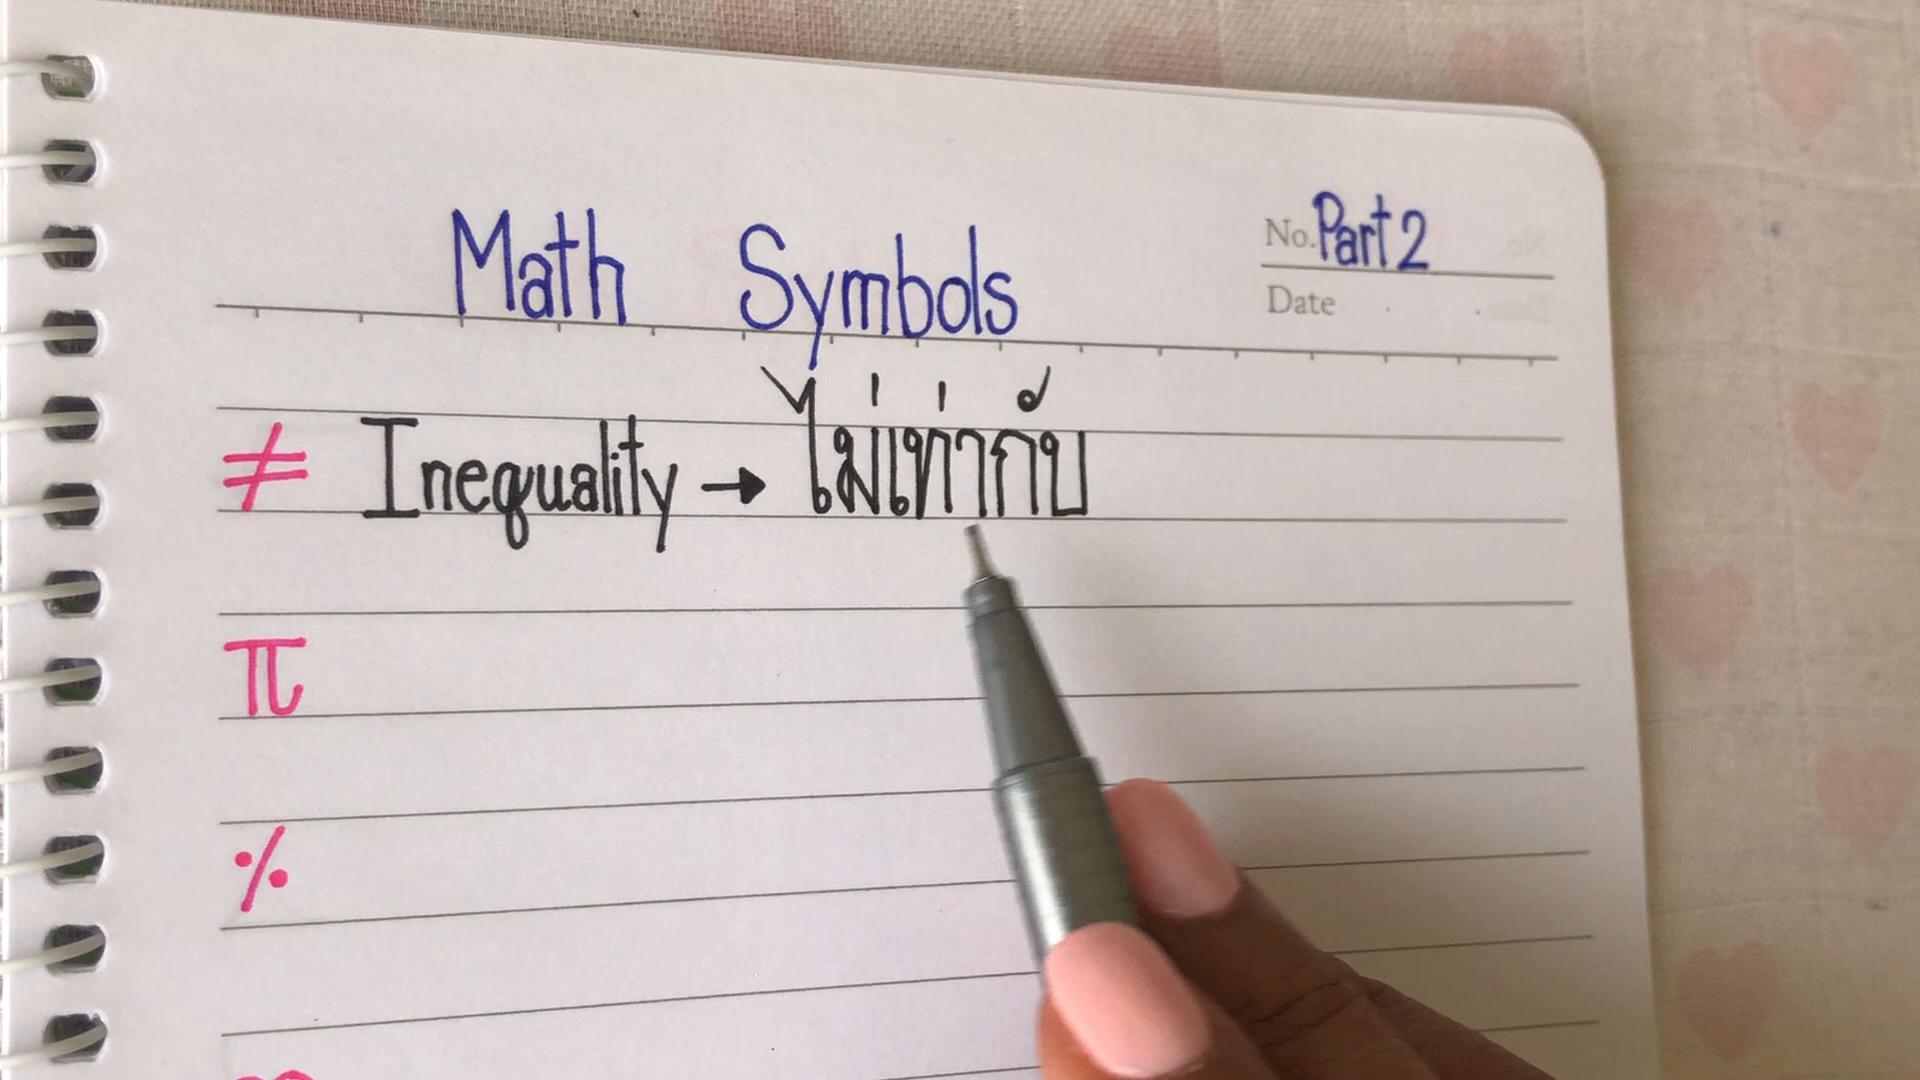 Math Symbols
No. Part 2
Date
≠ Inequality → ไม่เท่ากับ
π
%